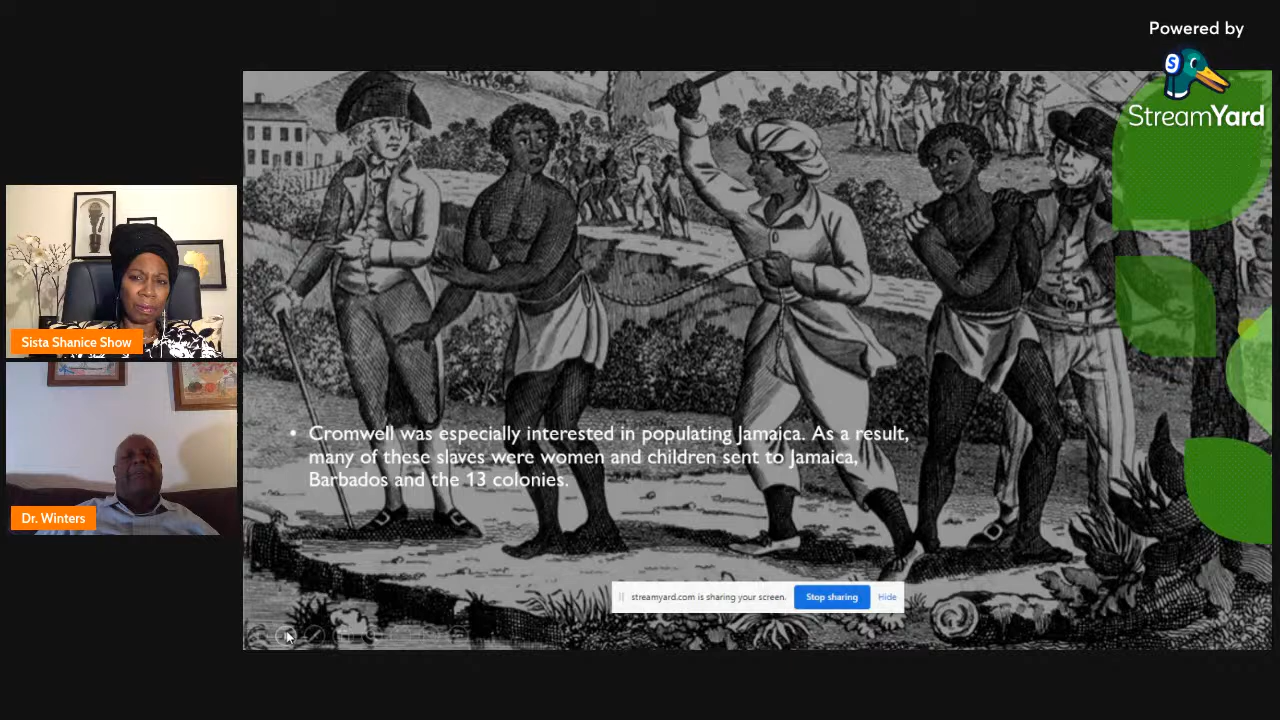 Powered by
S
StreamYard
Sista Shanice Show
Dr. Winters
• Cromwell was especially interested in populating Jamaica. As a result,
many of these slaves were women and children sent to Jamaica,
Barbados and the 13 colonies.
streamyard.com is sharing your screen.
Stop sharing
Hide